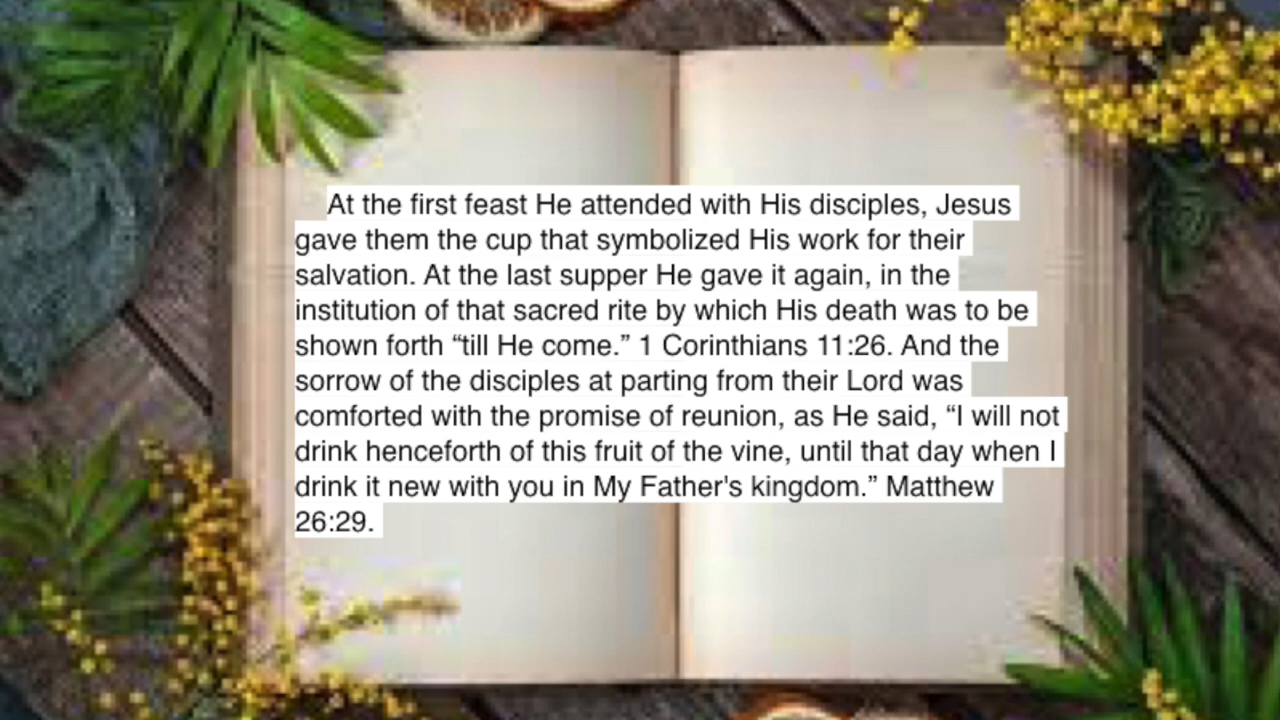 At the first feast He attended with His disciples, Jesus
gave them the cup that symbolized His work for their
salvation. At the last supper He gave it again, in the
institution of that sacred rite by which His death was to be
shown forth “till He come.” 1 Corinthians 11:26. And the
sorrow of the disciples at parting from their Lord was
comforted with the promise of reunion, as He said, “I will not
drink henceforth of this fruit of the vine, until that day when I
drink it new with you in My Father's kingdom.” Matthew
26:29.